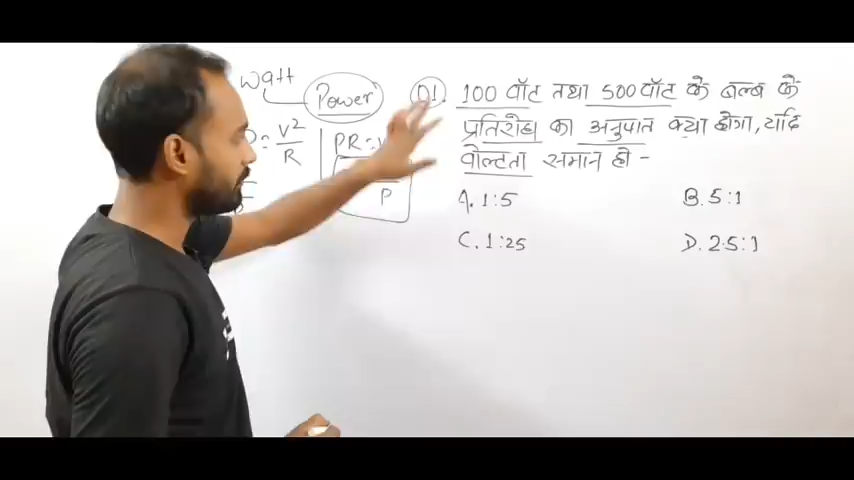 watt
Power
V²
R
PR =
P
Q1. 100 वॉट तथा 500 वॉट के बल्ब के
प्रतिरोध का अनुपात क्या होगा, यदि
वोल्टता समान हो -
A. 1:5
B. 5:1
C. 1:25
D. 25:1